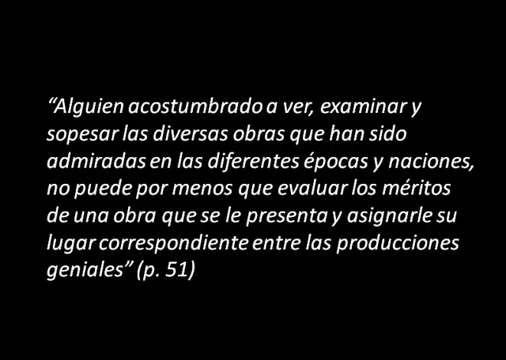 “Alguien acostumbrado a ver, examinar y
sopesar las diversas obras que han sido
admiradas en las diferentes épocas y naciones,
no puede por menos que evaluar los méritos
de una obra que se le presenta y asignarle su
lugar correspondiente entre las producciones
geniales” (p. 51)